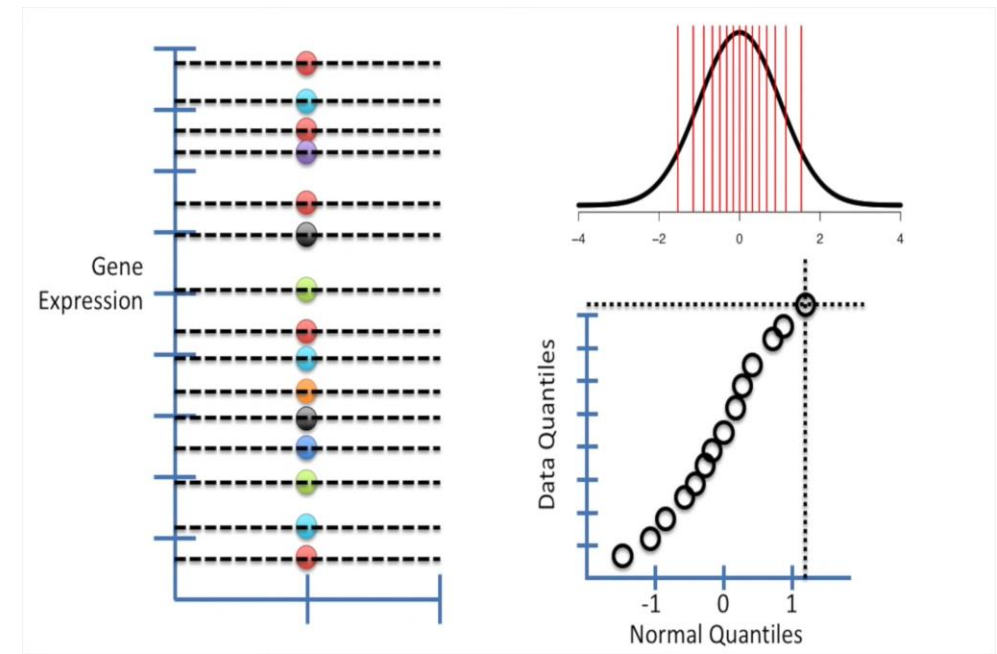 Gene
Expression
-4 -2 0 2 4
Data Quantiles
-1 0 1
Normal Quantiles